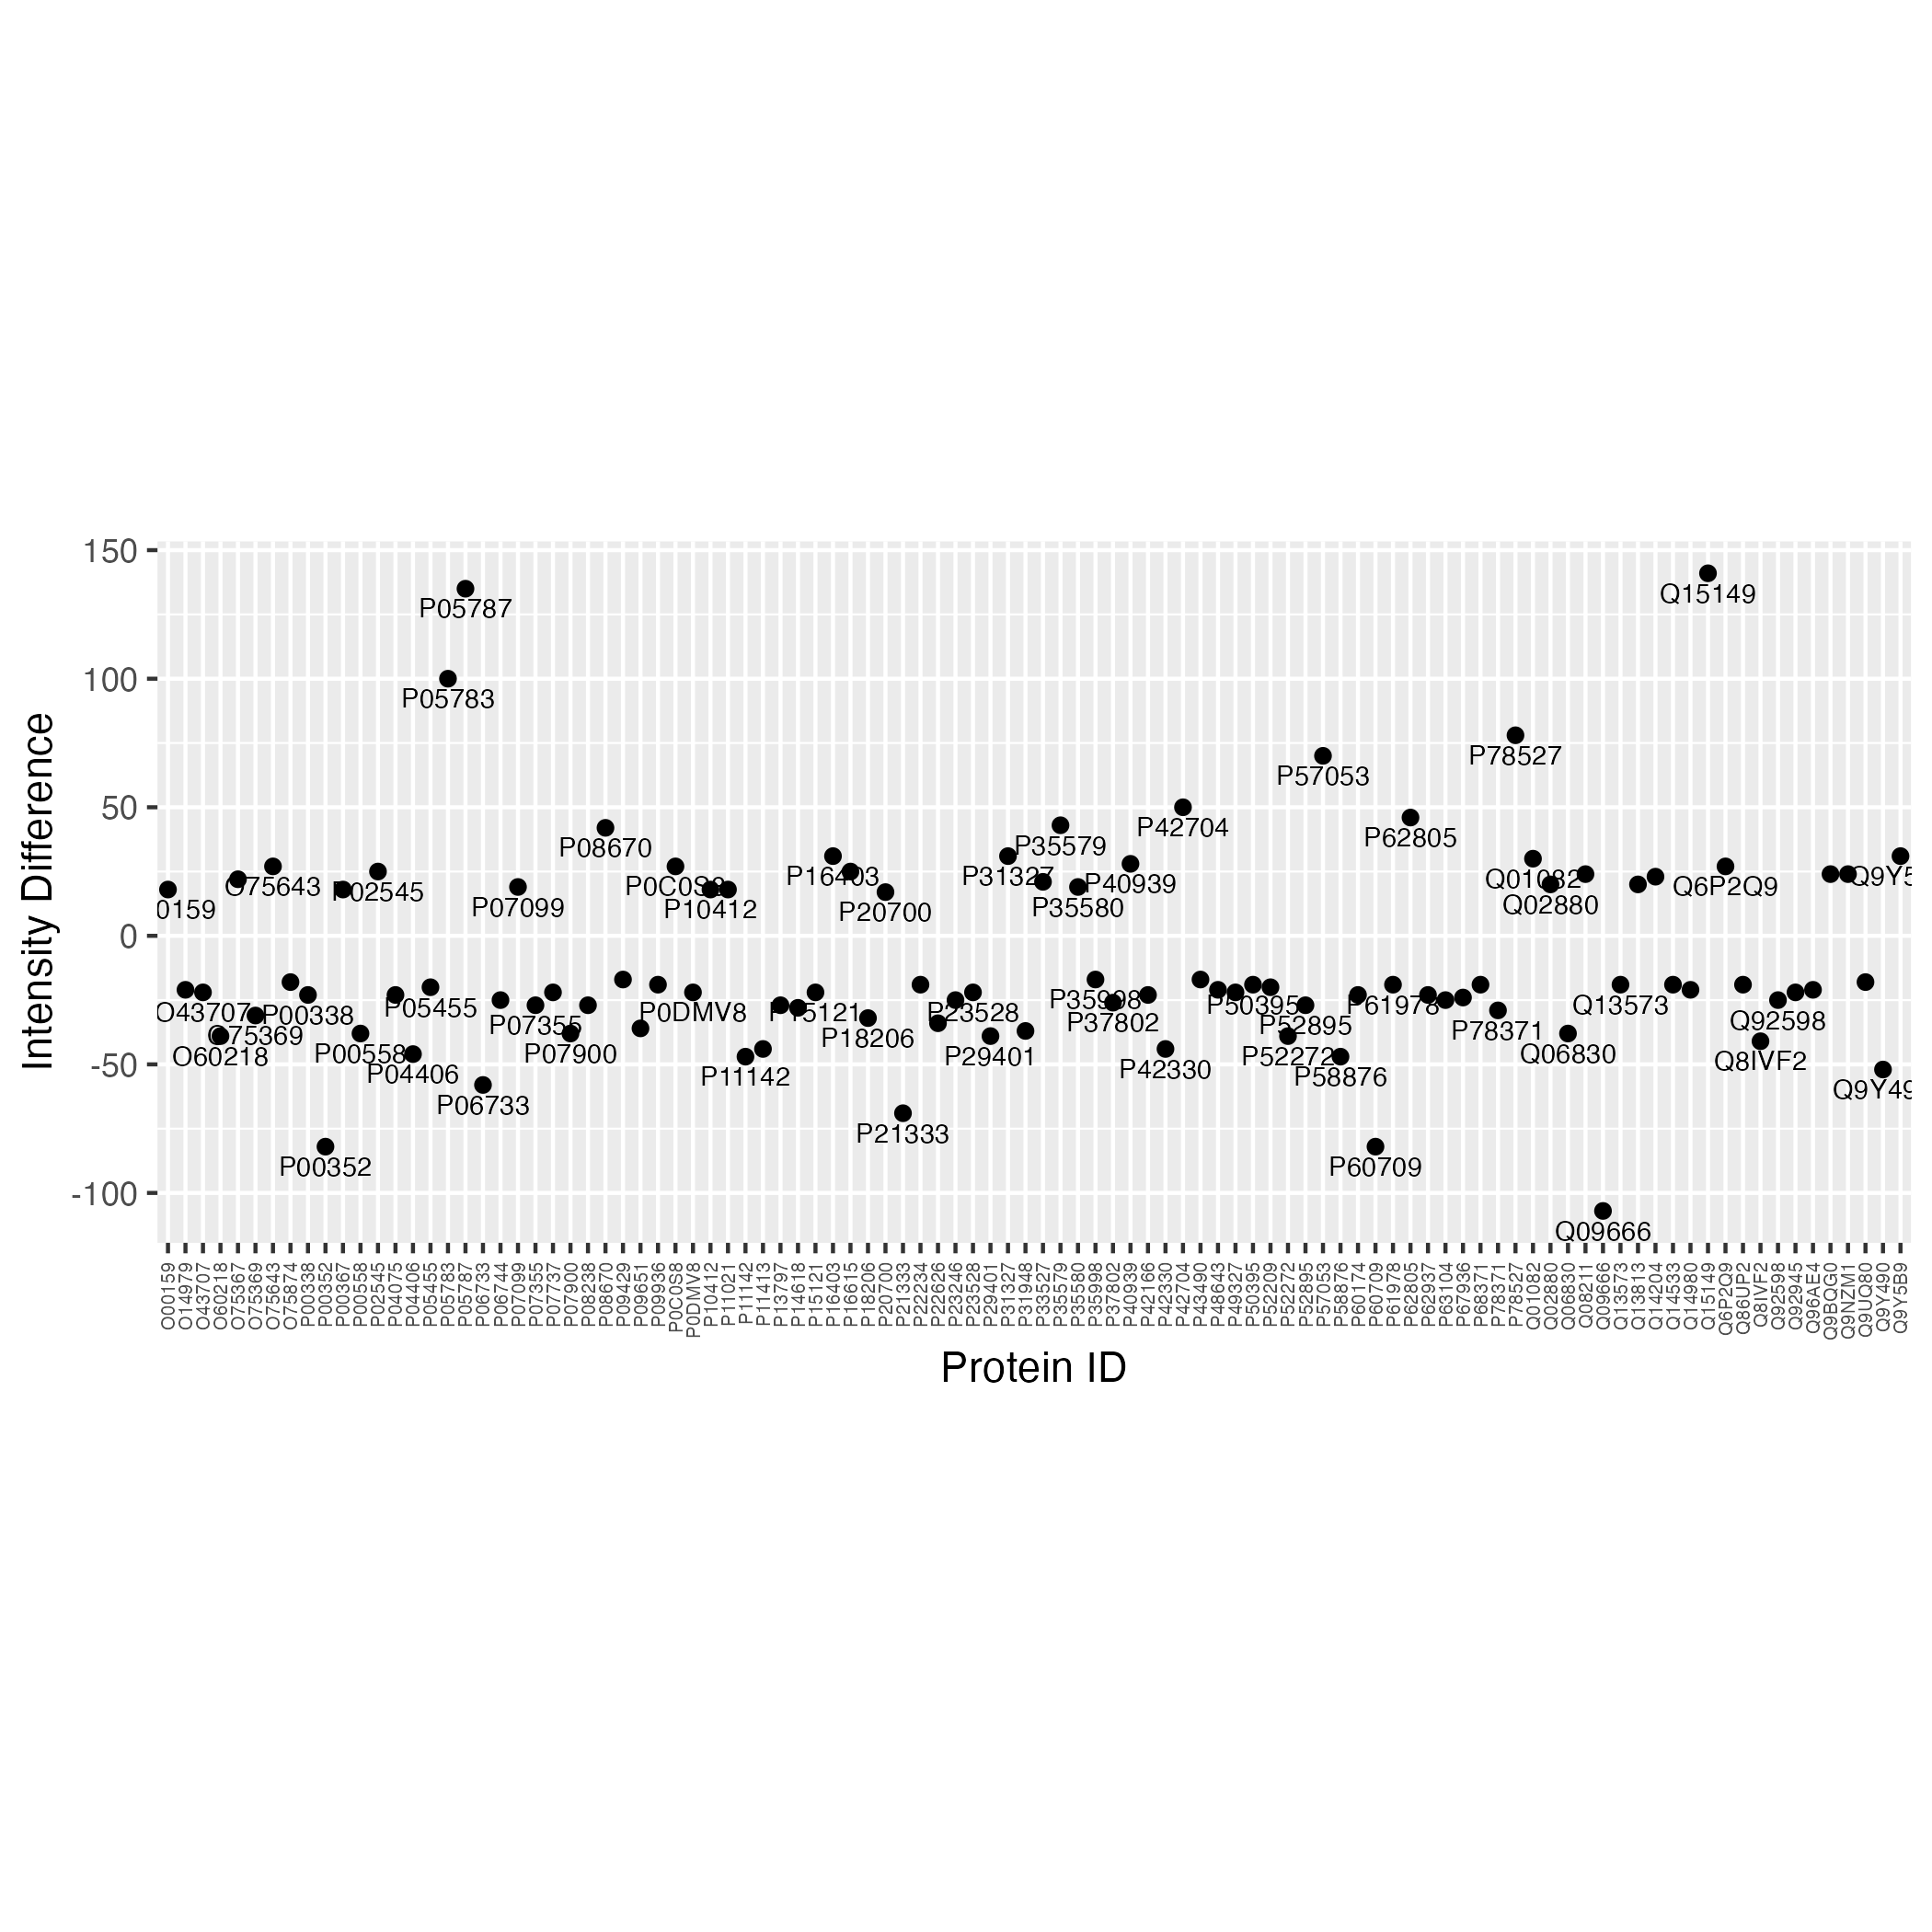 150
P05787
Q15149
100
P05783
P78527
P57053
50
P08670
P35579
P42704
P62805
O75643
P02545
P0C0S8
P16403
P31327
P40939
Q01082
Q6P2Q9
Q9Y5
0159
P07099
P10412
P20700
P35580
Q02880
0
O43707
P00338
P05455
P0DMV8
P15121
P23528
P35998
P50395
P61978
Q13573
O75369
P07355
P18206
P37802
P52895
P78371
Q92598
-50
O60218
P00558
P04406
P07900
P11142
P29401
P42330
P52272
P58876
Q06830
Q8IVF2
Q9Y49
P06733
P21333
P00352
P60709
-100
Q09666
Intensity Difference
O00159
O14979
O43707
O60218
O75367
O75369
O75643
O75874
P00338
P00352
P00367
P00558
P02545
P04075
P04406
P05455
P05783
P05787
P06733
P06744
P07099
P07355
P07737
P07900
P08238
P08670
P09429
P09651
P09936
P0C0S8
P0DMV8
P10412
P11021
P11142
P11413
P13797
P14618
P15121
P16403
P16615
P18206
P20700
P21333
P22234
P22626
P23246
P23528
P29401
P31327
P31948
P33527
P35579
P35580
P35998
P37802
P40939
P42166
P42330
P42704
P43490
P48643
P49327
P50395
P52209
P52272
P52895
P57053
P58876
P60174
P60709
P61978
P62805
P62937
P63104
P67936
P68371
P78371
P78527
Q01082
Q02880
Q06830
Q08211
Q09666
Q13573
Q13813
Q14204
Q14533
Q14980
Q15149
Q6P2Q9
Q86UP2
Q8IVF2
Q92598
Q92945
Q96AE4
Q9BQG0
Q9NZM1
Q9UQ80
Q9Y490
Q9Y5B9
Protein ID